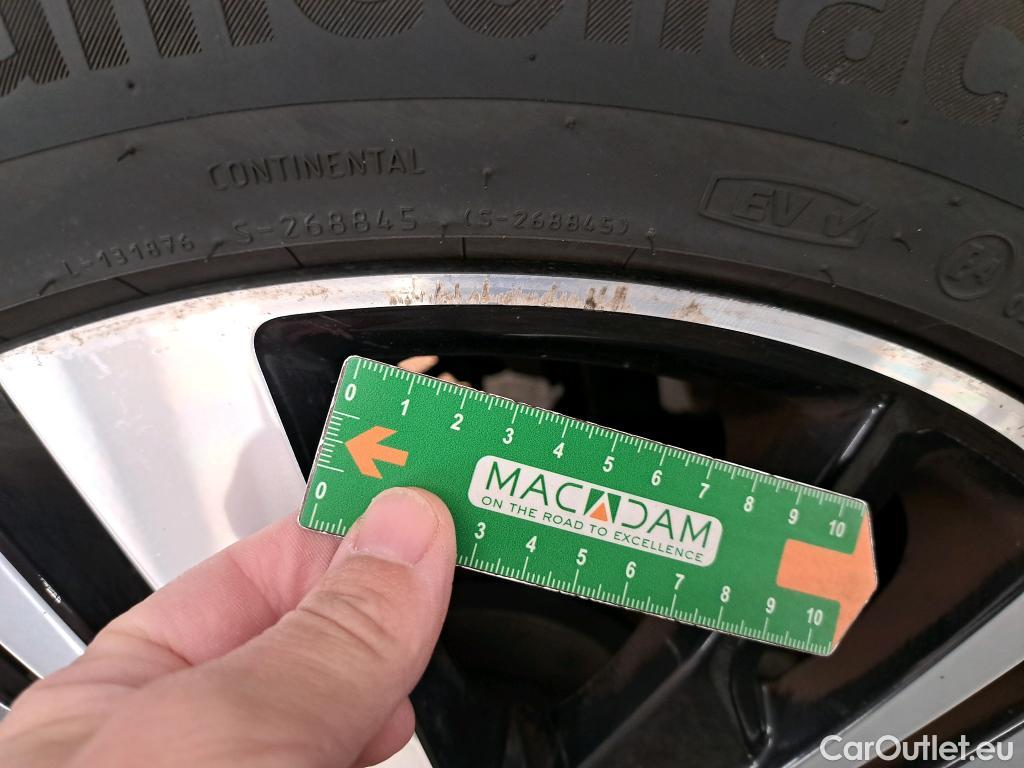 CONTINENTAL
L-131876 S-268845 (S-268845)
EV
0 1 2 3 4 5 6 7 8 9 10
MACADAM
ON THE ROAD TO EXCELLENCE
0 3 4 5 6 7 8 9 10
CarOutlet.eu